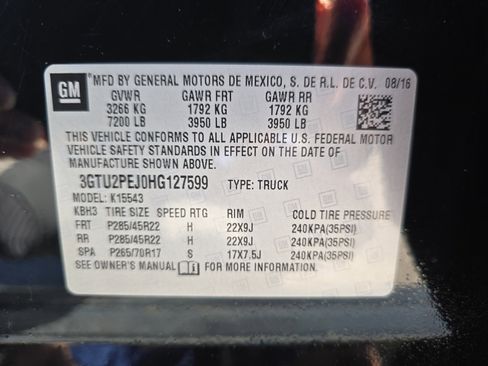 GM
MFD BY GENERAL MOTORS DE MEXICO, S. DE R.L. DE C.V. 08/16
GVWR GAWR FRT GAWR RR
3266 KG 1792 KG 1792 KG
7200 LB 3950 LB 3950 LB
THIS VEHICLE CONFORMS TO ALL APPLICABLE U.S. FEDERAL MOTOR
VEHICLE SAFETY STANDARDS IN EFFECT ON THE DATE OF
MANUFACTURE SHOWN ABOVE.
3GTU2PEJ0HG127599 TYPE: TRUCK
MODEL: K15543
KBH3 TIRE SIZE SPEED RTG RIM COLD TIRE PRESSURE
FRT P285/45R22 H 22X9J 240KPA(35PSI)
RR P285/45R22 H 22X9J 240KPA(35PSI)
SPA P265/70R17 S 17X7.5J 240KPA(35PSI)
SEE OWNER'S MANUAL FOR MORE INFORMATION.